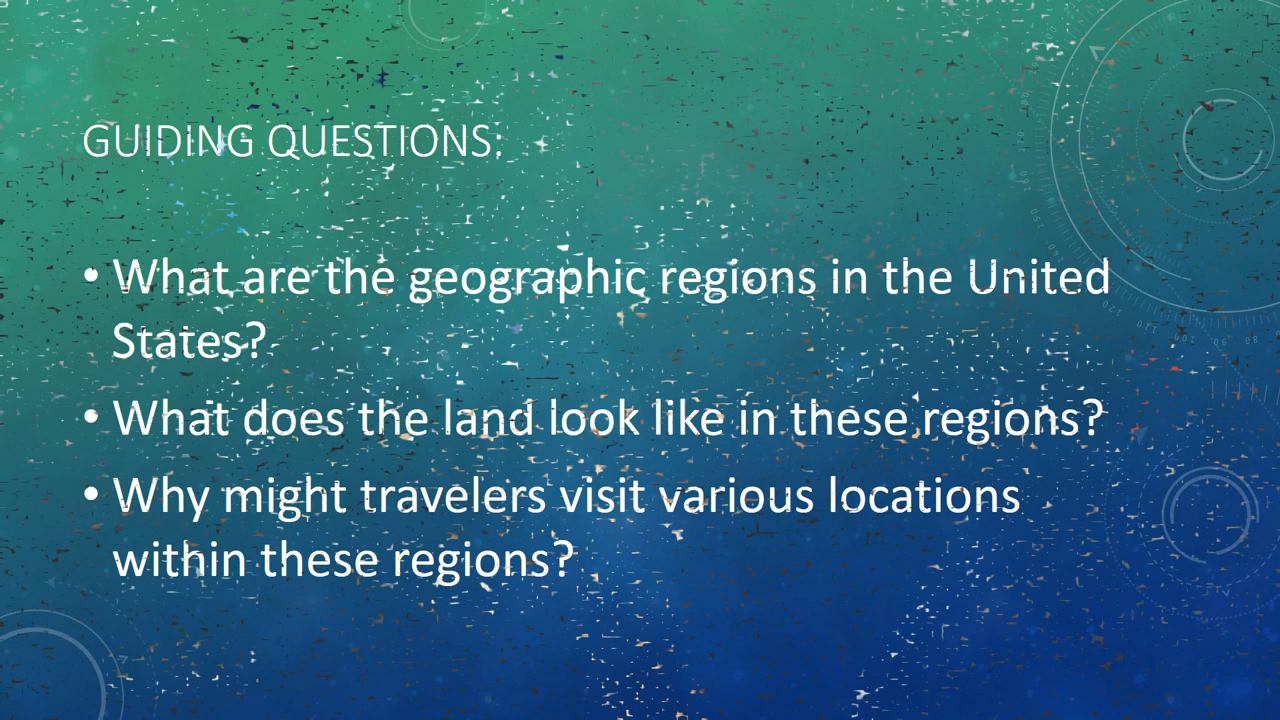 GUIDING QUESTIONS:
• What are the geographic regions in the United
States?
• What does the land look like in these regions?
• Why might travelers visit various locations
within these regions?